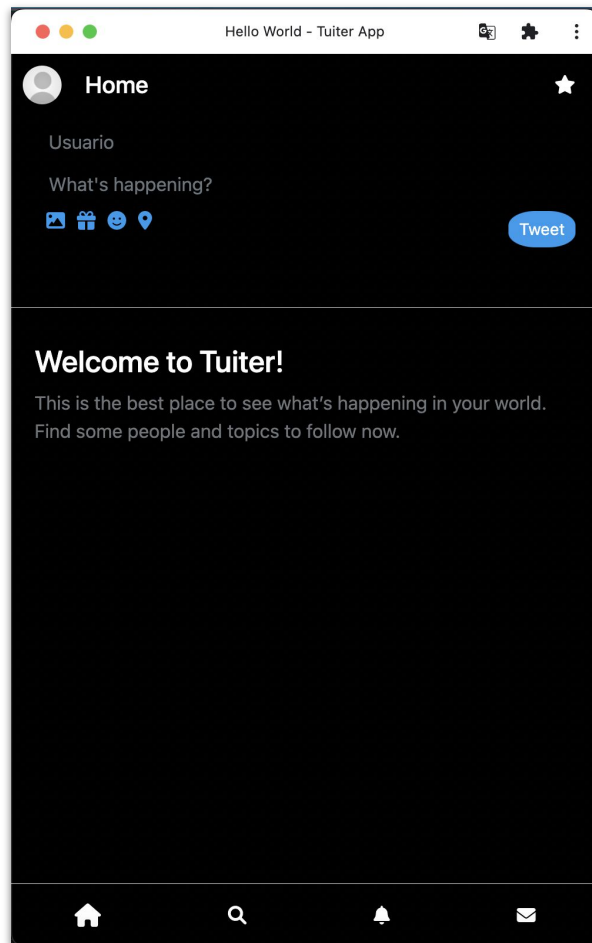 Hello World - Tuiter App
Home
Usuario
What's happening?
Tweet
Welcome to Tuiter!
This is the best place to see what’s happening in your world.
Find some people and topics to follow now.